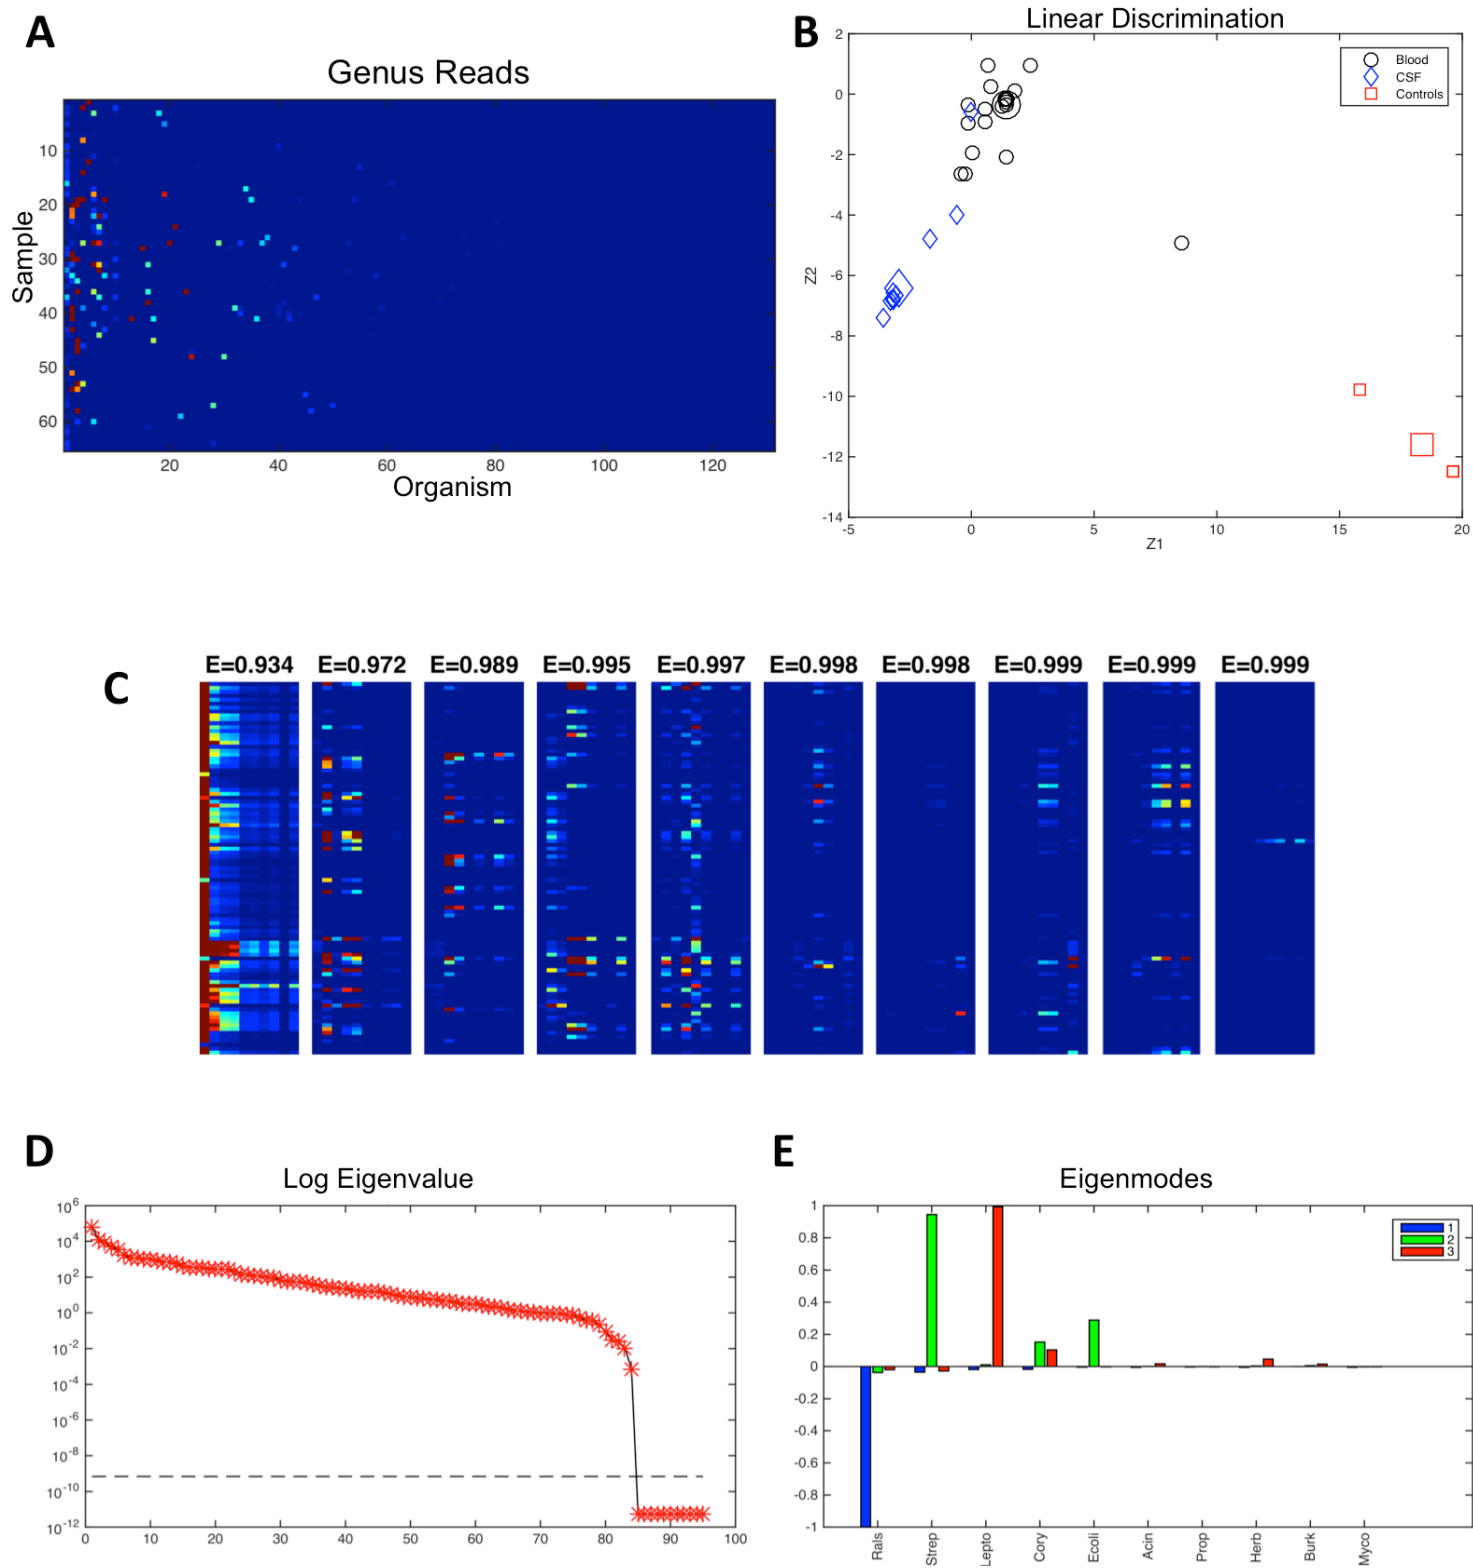 A
Genus Reads
Sample
10
20
30
40
50
60
20 40 60 80 100 120
Organism
B
Linear Discrimination
Blood
CSF
Controls
Z2
2
0
-2
-4
-6
-8
-10
-12
-14
-5 0 5 10 15 20
Z1
C
E=0.934 E=0.972 E=0.989 E=0.995 E=0.997 E=0.998 E=0.998 E=0.999 E=0.999 E=0.999
D
Log Eigenvalue
10^6
10^4
10^2
10^0
10^-2
10^-4
10^-6
10^-8
10^-10
10^-12
0 10 20 30 40 50 60 70 80 90 100
E
Eigenmodes
1
2
3
1
0.8
0.6
0.4
0.2
0
-0.2
-0.4
-0.6
-0.8
-1
Rals Strep Lepto Cory Ecoli Acin Prop Herb Burk Myco